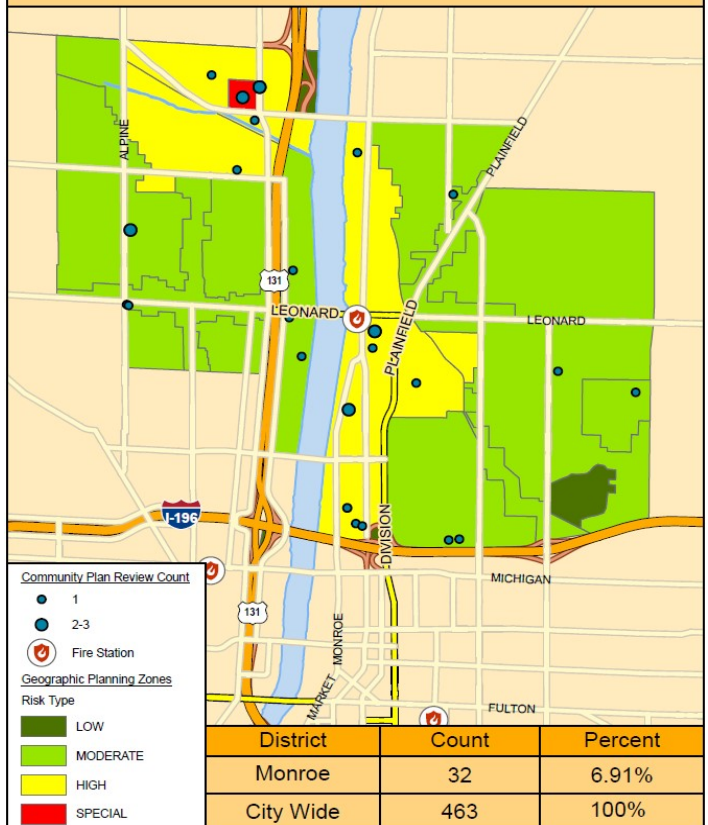 ALPINE
PLAINFIELD
131
LEONARD
LEONARD
PLAINFIELD
I-196
DIVISION
MICHIGAN
131
MONROE
MARKET
FULTON
Community Plan Review Count
1
2-3
Fire Station
Geographic Planning Zones
Risk Type
LOW
MODERATE
HIGH
SPECIAL
District Count Percent
Monroe 32 6.91%
City Wide 463 100%